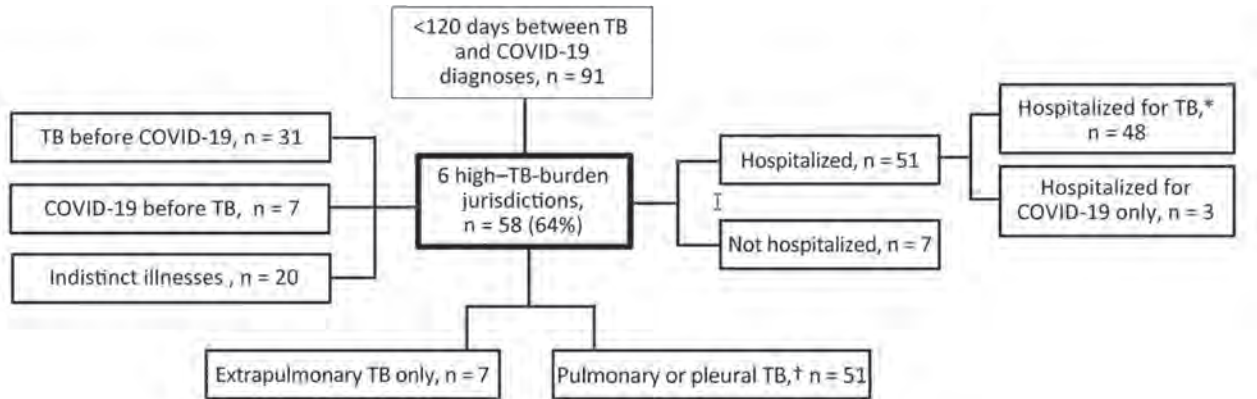 <120 days between TB
and COVID-19
diagnoses, n = 91
TB before COVID-19, n = 31
COVID-19 before TB, n = 7
Indistinct illnesses , n = 20
6 high–TB-burden
jurisdictions,
n = 58 (64%)
Hospitalized, n = 51
Not hospitalized, n = 7
Hospitalized for TB,*
n = 48
Hospitalized for
COVID-19 only, n = 3
Extrapulmonary TB only, n = 7
Pulmonary or pleural TB,† n = 51